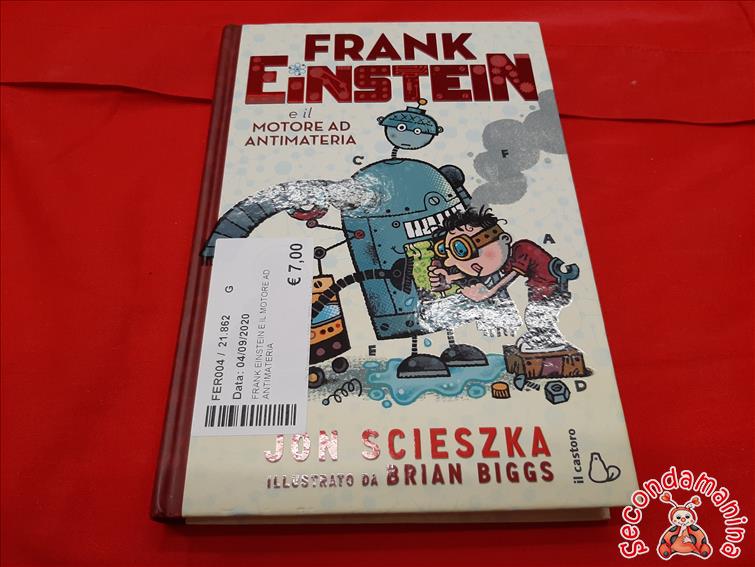 FRANK
EINSTEIN
e il
MOTORE AD
ANTIMATERIA
C
F
A
E
D
€ 7,00
FER004 / 21.862 G
Data : 04/09/2020
FRANK EINSTEIN E IL MOTORE AD
ANTIMATERIA
JON SCIESZKA
ILLUSTRATO DA BRIAN BIGGS
il castoro
Secondamanina